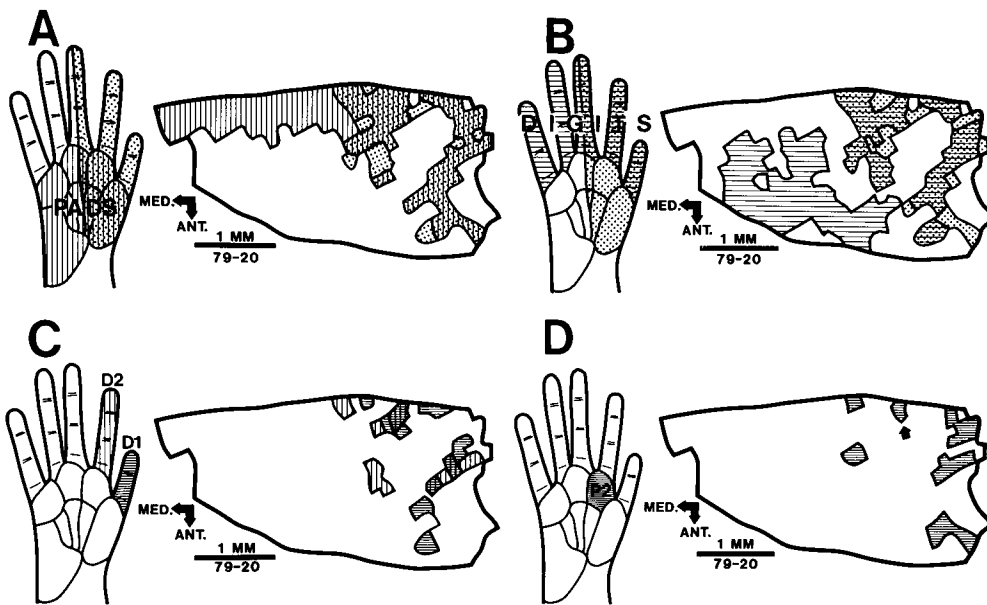 A
PADS
MED.
ANT.
1 MM
79-20
B
DIGITS
MED.
ANT.
1 MM
79-20
C
D2
D1
MED.
ANT.
1 MM
79-20
D
P2
MED.
ANT.
1 MM
79-20